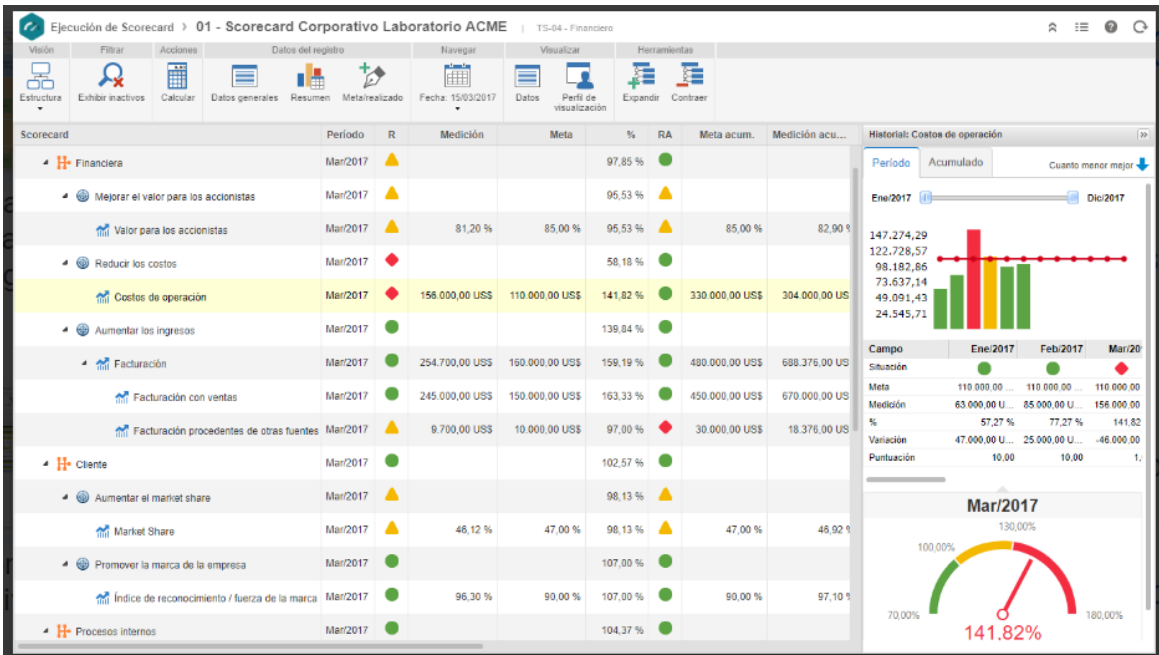 Ejecución de Scorecard > 01 - Scorecard Corporativo Laboratorio ACME | TS-04 - Financiero
Visión Filtrar Acciones Datos del registro Navegar Visualizar Herramientas
Estructura Exhibir inactivos Calcular Datos generales Resumen Meta/realizado Fecha: 15/03/2017 Datos Perfil de visualización Expandir Contraer
Scorecard Período R Medición Meta % RA Meta acum. Medición acu...
Financiera Mar/2017 97,85 %
Mejorar el valor para los accionistas Mar/2017 95,53 %
Valor para los accionistas Mar/2017 81,20 % 85,00 % 95,53 % 85,00 % 82,90 %
Reducir los costos Mar/2017 58,18 %
Costos de operación Mar/2017 156.000,00 US$ 110.000,00 US$ 141,82 % 330.000,00 US$ 304.000,00 US
Aumentar los ingresos Mar/2017 139,84 %
Facturación Mar/2017 254.700,00 US$ 160.000,00 US$ 159,19 % 480.000,00 US$ 688.376,00 US
Facturación con ventas Mar/2017 245.000,00 US$ 150.000,00 US$ 163,33 % 450.000,00 US$ 670.000,00 US
Facturación procedentes de otras fuentes Mar/2017 9.700,00 US$ 10.000,00 US$ 97,00 % 30.000,00 US$ 18.376,00 US
Cliente Mar/2017 102,57 %
Aumentar el market share Mar/2017 98,13 %
Market Share Mar/2017 46,12 % 47,00 % 98,13 % 47,00 % 46,92 %
Promover la marca de la empresa Mar/2017 107,00 %
Índice de reconocimiento / fuerza de la marca Mar/2017 96,30 % 90,00 % 107,00 % 90,00 % 97,10 %
Procesos internos Mar/2017 104,37 %
Historial: Costos de operación
Período Acumulado Cuanto menor mejor
Ene/2017 Dic/2017
147.274,29
122.728,57
98.182,86
73.637,14
49.091,43
24.545,71
Campo Ene/2017 Feb/2017 Mar/20
Situación
Meta 110.000,00 ... 110.000,00 ... 110.000,00
Medición 63.000,00 U... 85.000,00 U... 156.000,00
% 57,27 % 77,27 % 141,82
Variación 47.000,00 U... 25.000,00 U... -46.000,00
Puntuación 10,00 10,00 1,
Mar/2017
130,00%
100,00%
70,00% 180,00%
141.82%